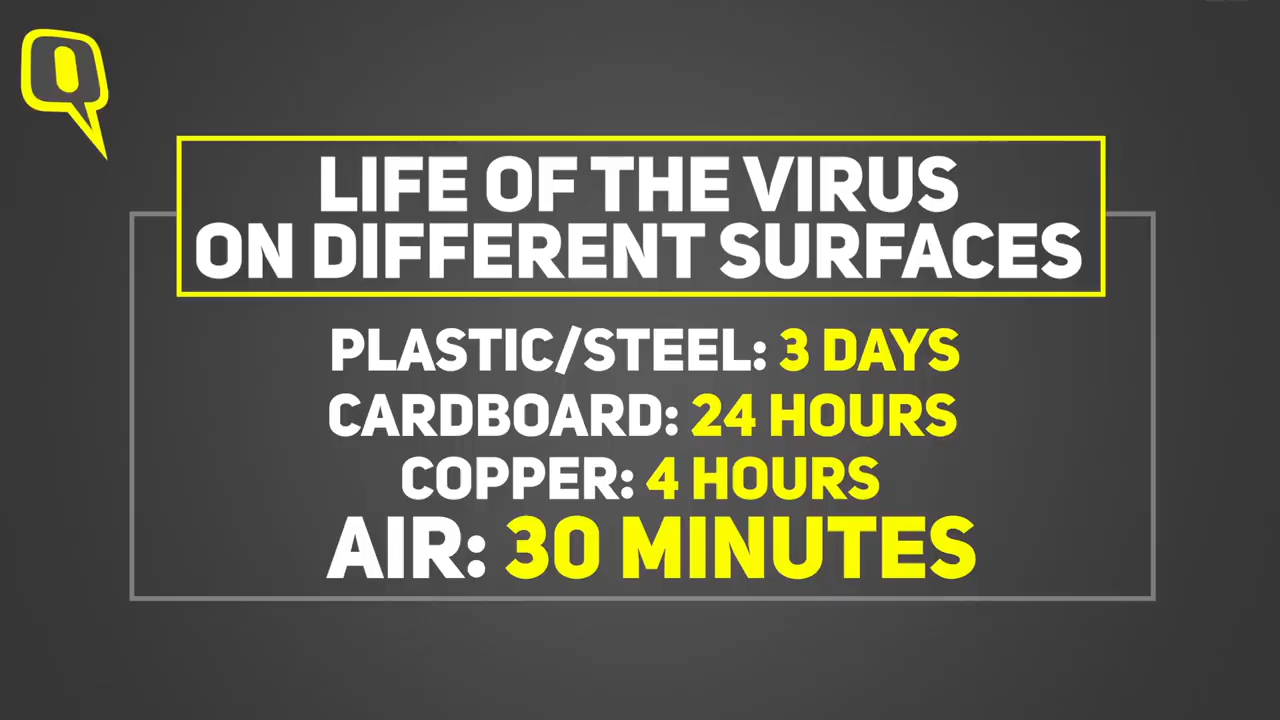 LIFE OF THE VIRUS
ON DIFFERENT SURFACES
PLASTIC/STEEL: 3 DAYS
CARDBOARD: 24 HOURS
COPPER: 4 HOURS
AIR: 30 MINUTES